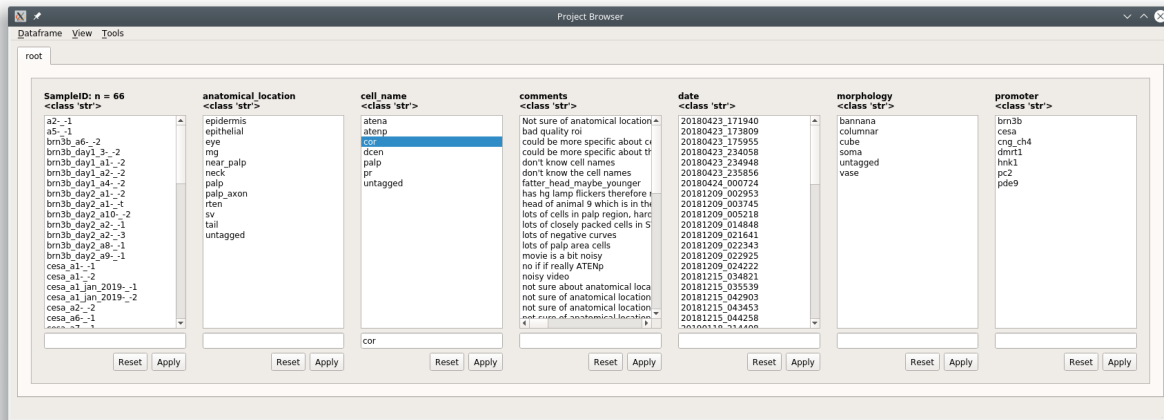 Project Browser
Dataframe View Tools
root
SampleID: n = 66
<class 'str'>
a2-_-1
a5-_-1
brn3b_a6-_-2
brn3b_day1_3-_-2
brn3b_day1_a1-_-2
brn3b_day1_a2-_-2
brn3b_day1_a4-_-2
brn3b_day2_a1-_-2
brn3b_day2_a1-_-t
brn3b_day2_a10-_-2
brn3b_day2_a2-_-1
brn3b_day2_a2-_-3
brn3b_day2_a8-_-1
brn3b_day2_a9-_-1
cesa_a1-_-1
cesa_a1-_-2
cesa_a1_jan_2019-_-1
cesa_a1_jan_2019-_-2
cesa_a2-_-2
cesa_a6-_-1
cesa_a7-_-1
Reset Apply
anatomical_location
<class 'str'>
epidermis
epithelial
eye
mg
near_palp
neck
palp
palp_axon
rten
sv
tail
untagged
Reset Apply
cell_name
<class 'str'>
atena
atenp
cor
dcen
palp
pr
untagged
cor
Reset Apply
comments
<class 'str'>
Not sure of anatomical location
bad quality roi
could be more specific about ce
could be more specific about th
don't know cell names
don't know the cell names
fatter_head_maybe_younger
has hg lamp flickers therefore
head of animal 9 which is in the
lots of cells in palp region, hard
lots of closely packed cells in S
lots of negative curves
lots of palp area cells
movie is a bit noisy
no if if really ATENp
noisy video
not sure about anatomical loca
not sure of anatomical location
not sure of anatomical location
not sure of anatomical location
Reset Apply
date
<class 'str'>
20180423_171940
20180423_173809
20180423_175955
20180423_234058
20180423_234948
20180423_235856
20180424_000724
20181209_002953
20181209_003745
20181209_005218
20181209_014848
20181209_021641
20181209_022343
20181209_022925
20181209_024222
20181215_034821
20181215_035539
20181215_042903
20181215_043453
20181215_044258
Reset Apply
morphology
<class 'str'>
bannana
columnar
cube
soma
untagged
vase
Reset Apply
promoter
<class 'str'>
brn3b
cesa
cng_ch4
dmrt1
hnk1
pc2
pde9
Reset Apply